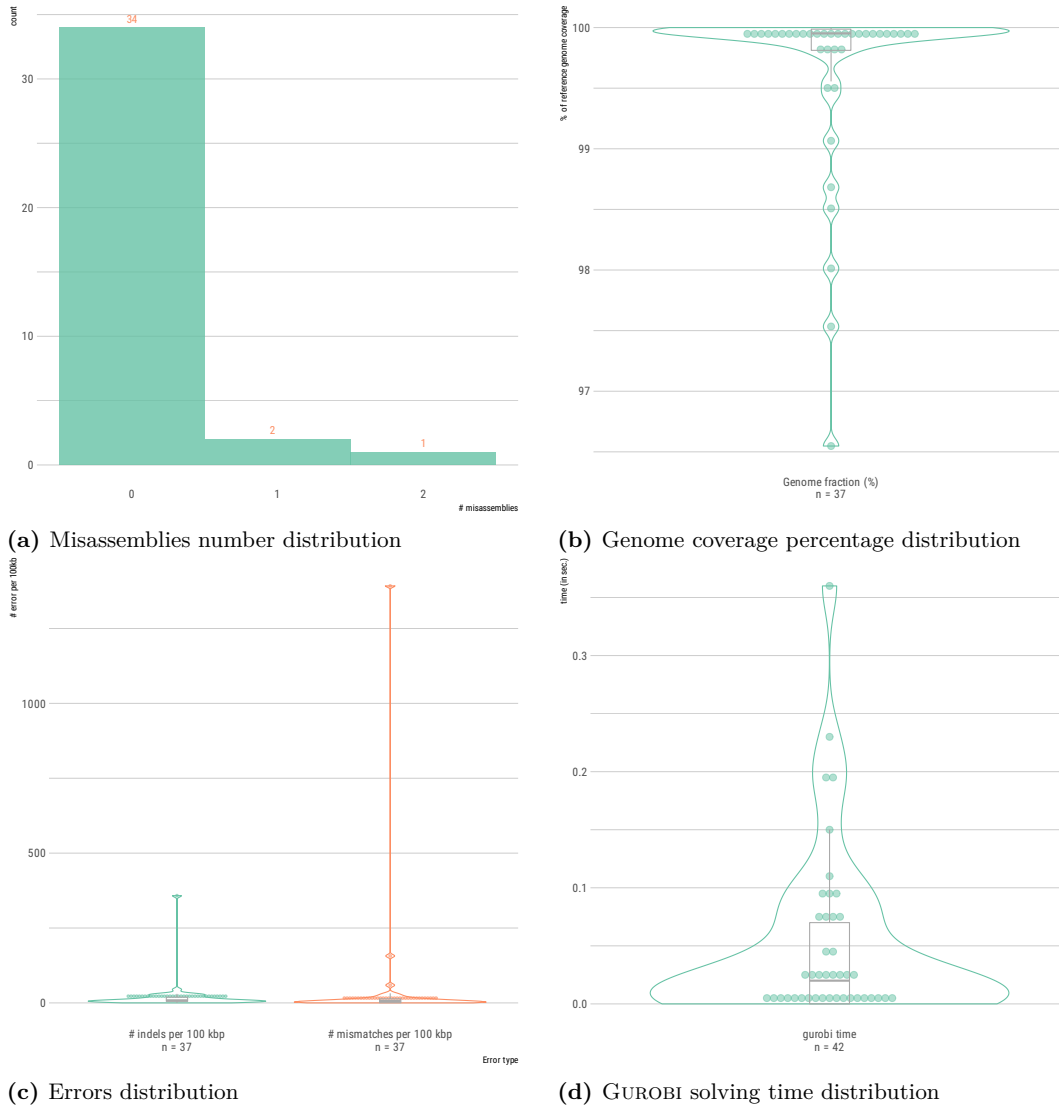 count
34
30
20
10
0
2
1
0
1
2
# misassemblies
(a) Misassemblies number distribution
% of reference genome coverage
100
99
98
97
Genome fraction (%)
n = 37
(b) Genome coverage percentage distribution
# error per 100kb
1000
500
0
# indels per 100 kbp
n = 37
# mismatches per 100 kbp
n = 37
Error type
(c) Errors distribution
time (in sec.)
0.3
0.2
0.1
0.0
gurobi time
n = 42
(d) GUROBI solving time distribution